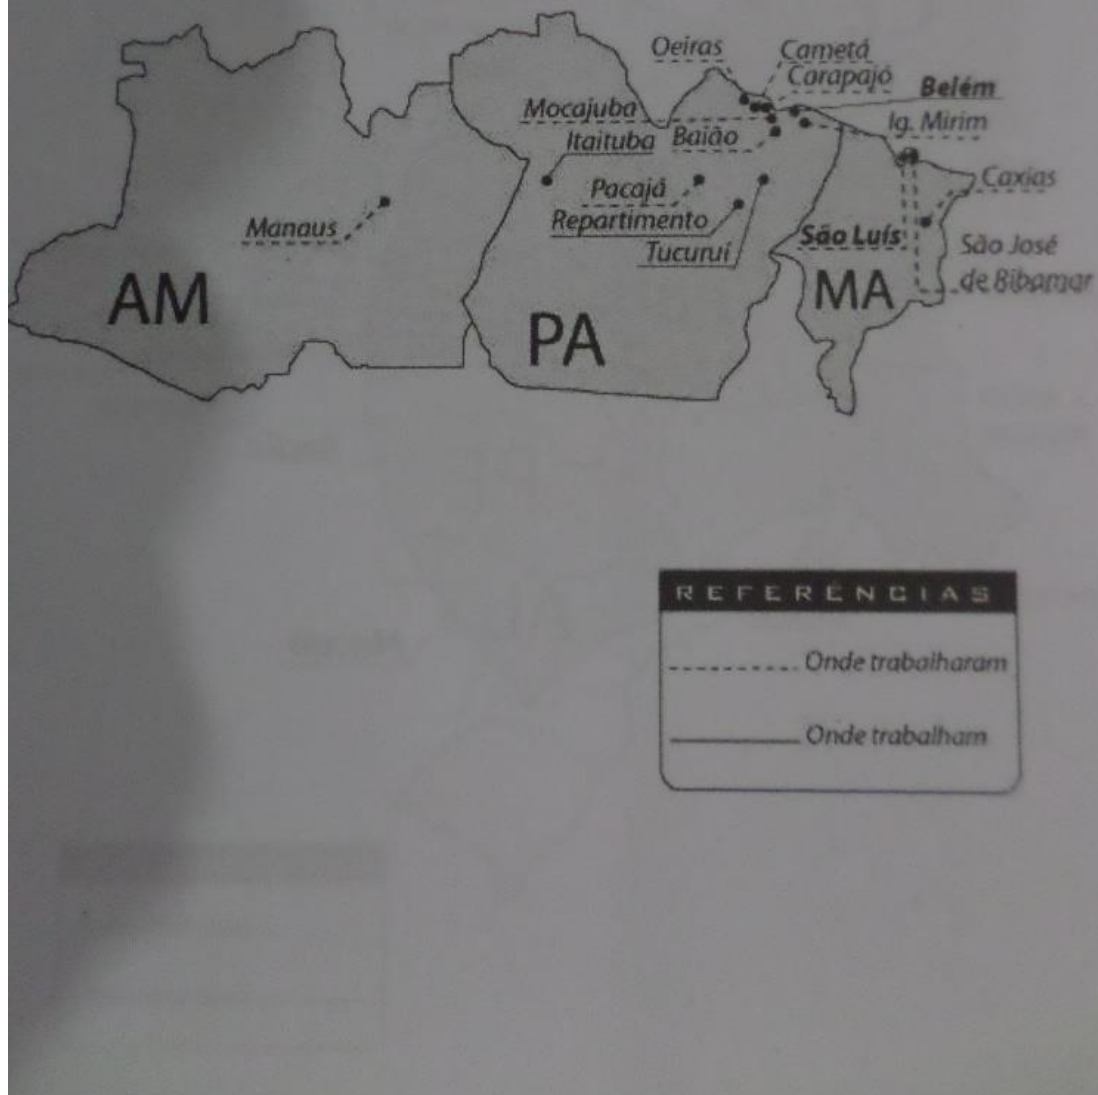 Oeiras
Cametá
Carapajó
Belém
Mocajuba
Ig. Mirim
Itaituba
Baião
Caxias
Pacajá
Manaus
Repartimento
São Luís
São José
de Ribamar
Tucuruí
AM
PA
MA
REFERÊNCIAS
Onde trabalharam
Onde trabalham